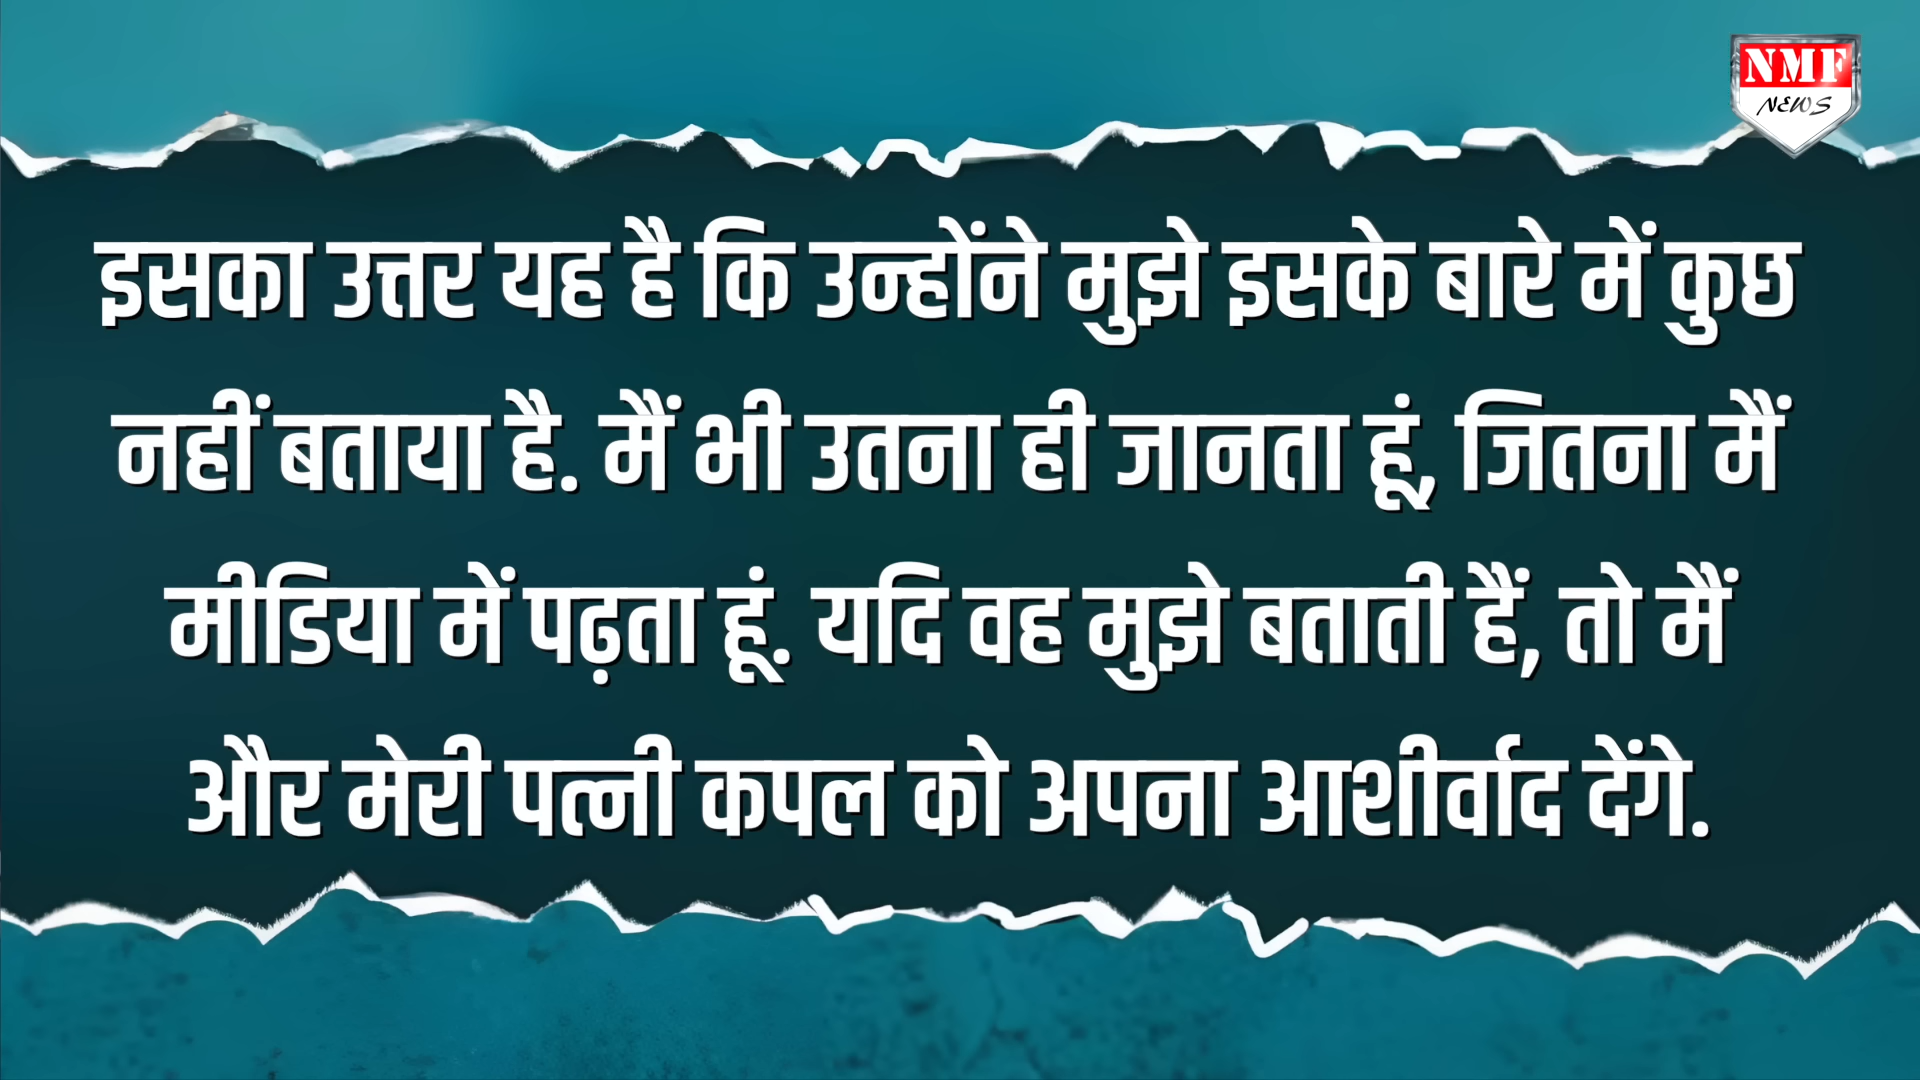 NMF
NEWS
इसका उत्तर यह है कि उन्होंने मुझे इसके बारे में कुछ
नहीं बताया है. मैं भी उतना ही जानता हूं, जितना मैं
मीडिया में पढ़ता हूं. यदि वह मुझे बताती हैं, तो मैं
और मेरी पत्नी कपल को अपना आशीर्वाद देंगे.